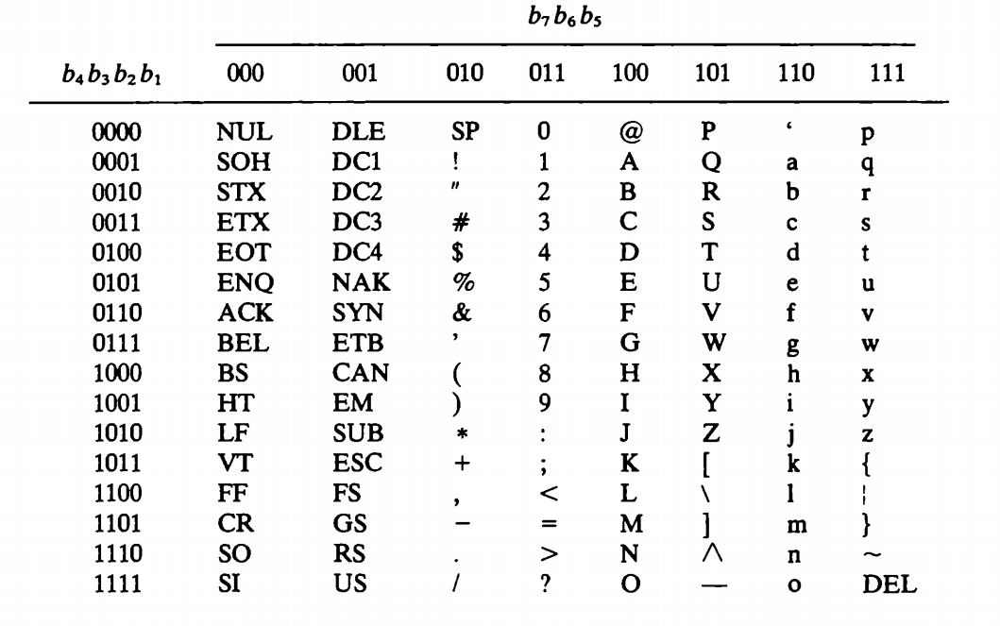 b₇b₆b₅
b₄b₃b₂b₁ 000 001 010 011 100 101 110 111
0000 NUL DLE SP 0 @ P ‘ p
0001 SOH DC1 ! 1 A Q a q
0010 STX DC2 " 2 B R b r
0011 ETX DC3 # 3 C S c s
0100 EOT DC4 $ 4 D T d t
0101 ENQ NAK % 5 E U e u
0110 ACK SYN & 6 F V f v
0111 BEL ETB ’ 7 G W g w
1000 BS CAN ( 8 H X h x
1001 HT EM ) 9 I Y i y
1010 LF SUB * : J Z j z
1011 VT ESC + ; K [ k {
1100 FF FS , < L \ l ¦
1101 CR GS − = M ] m }
1110 SO RS . > N ∧ n ~
1111 SI US / ? O — o DEL